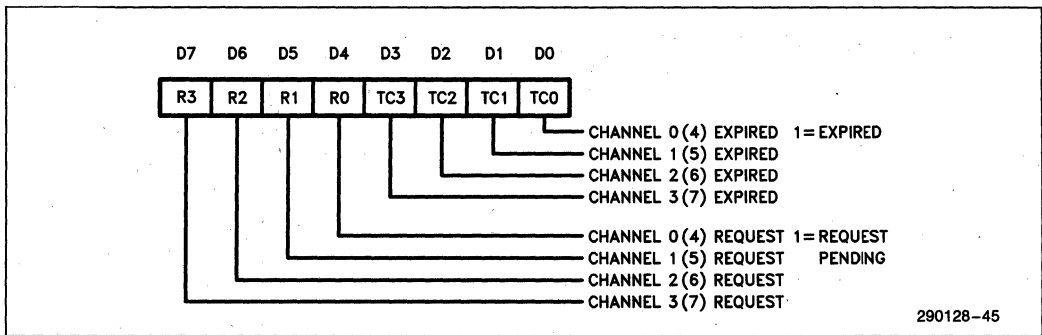 D7 D6 D5 D4 D3 D2 D1 D0
R3 R2 R1 R0 TC3 TC2 TC1 TC0
CHANNEL 0(4) EXPIRED 1=EXPIRED
CHANNEL 1(5) EXPIRED
CHANNEL 2(6) EXPIRED
CHANNEL 3(7) EXPIRED
CHANNEL 0(4) REQUEST 1=REQUEST
CHANNEL 1(5) REQUEST PENDING
CHANNEL 2(6) REQUEST
CHANNEL 3(7) REQUEST
290128-45